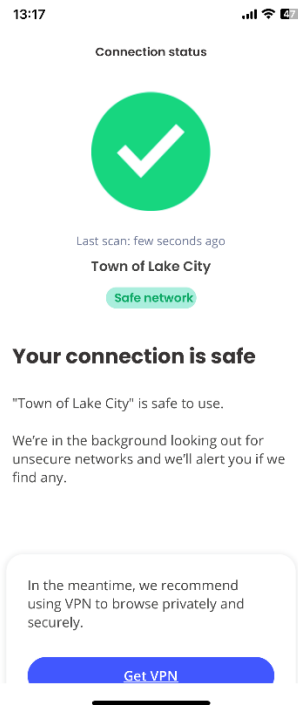 13:17
47
Connection status
Last scan: few seconds ago
Town of Lake City
Safe network
Your connection is safe
"Town of Lake City" is safe to use.
We're in the background looking out for
unsecure networks and we'll alert you if we
find any.
In the meantime, we recommend
using VPN to browse privately and
securely.
Get VPN